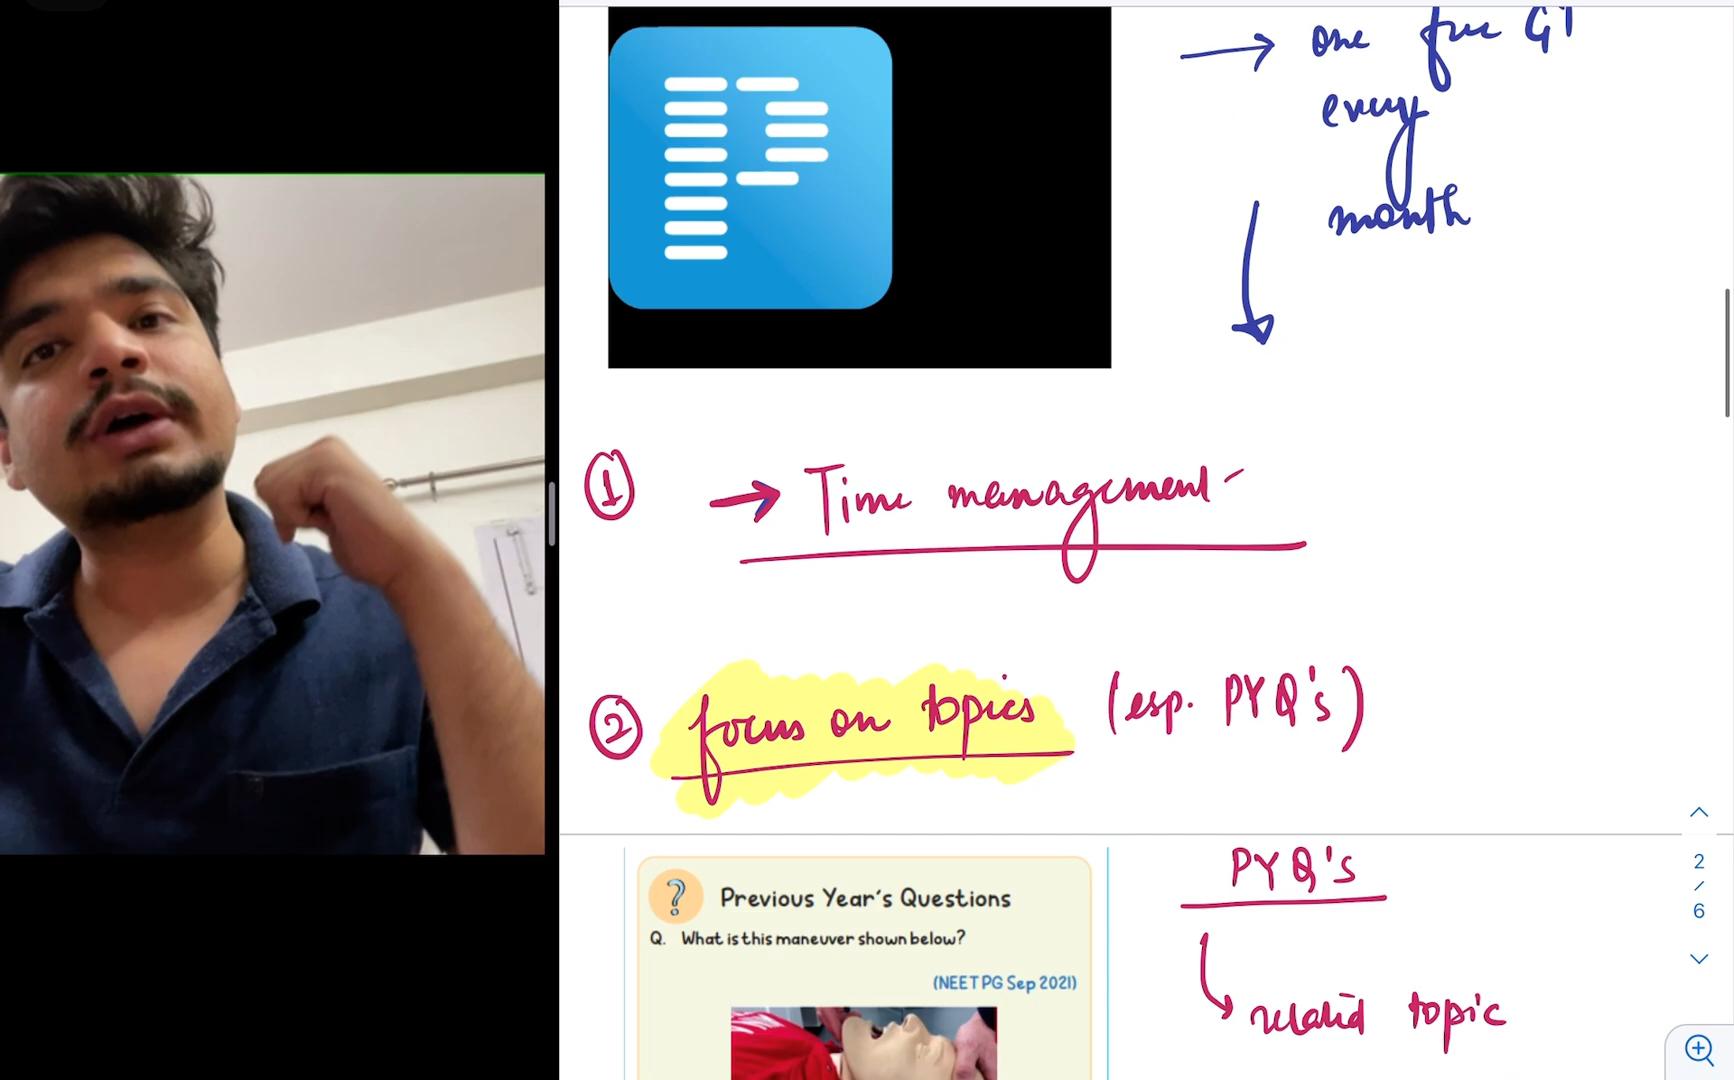 → one free GT
every
month
① → Time management
② focus on topics (esp. PYQ's)
? Previous Year's Questions
Q. What is this maneuver shown below?
(NEET PG Sep 2021)
PYQ's
related topic
2
/
6